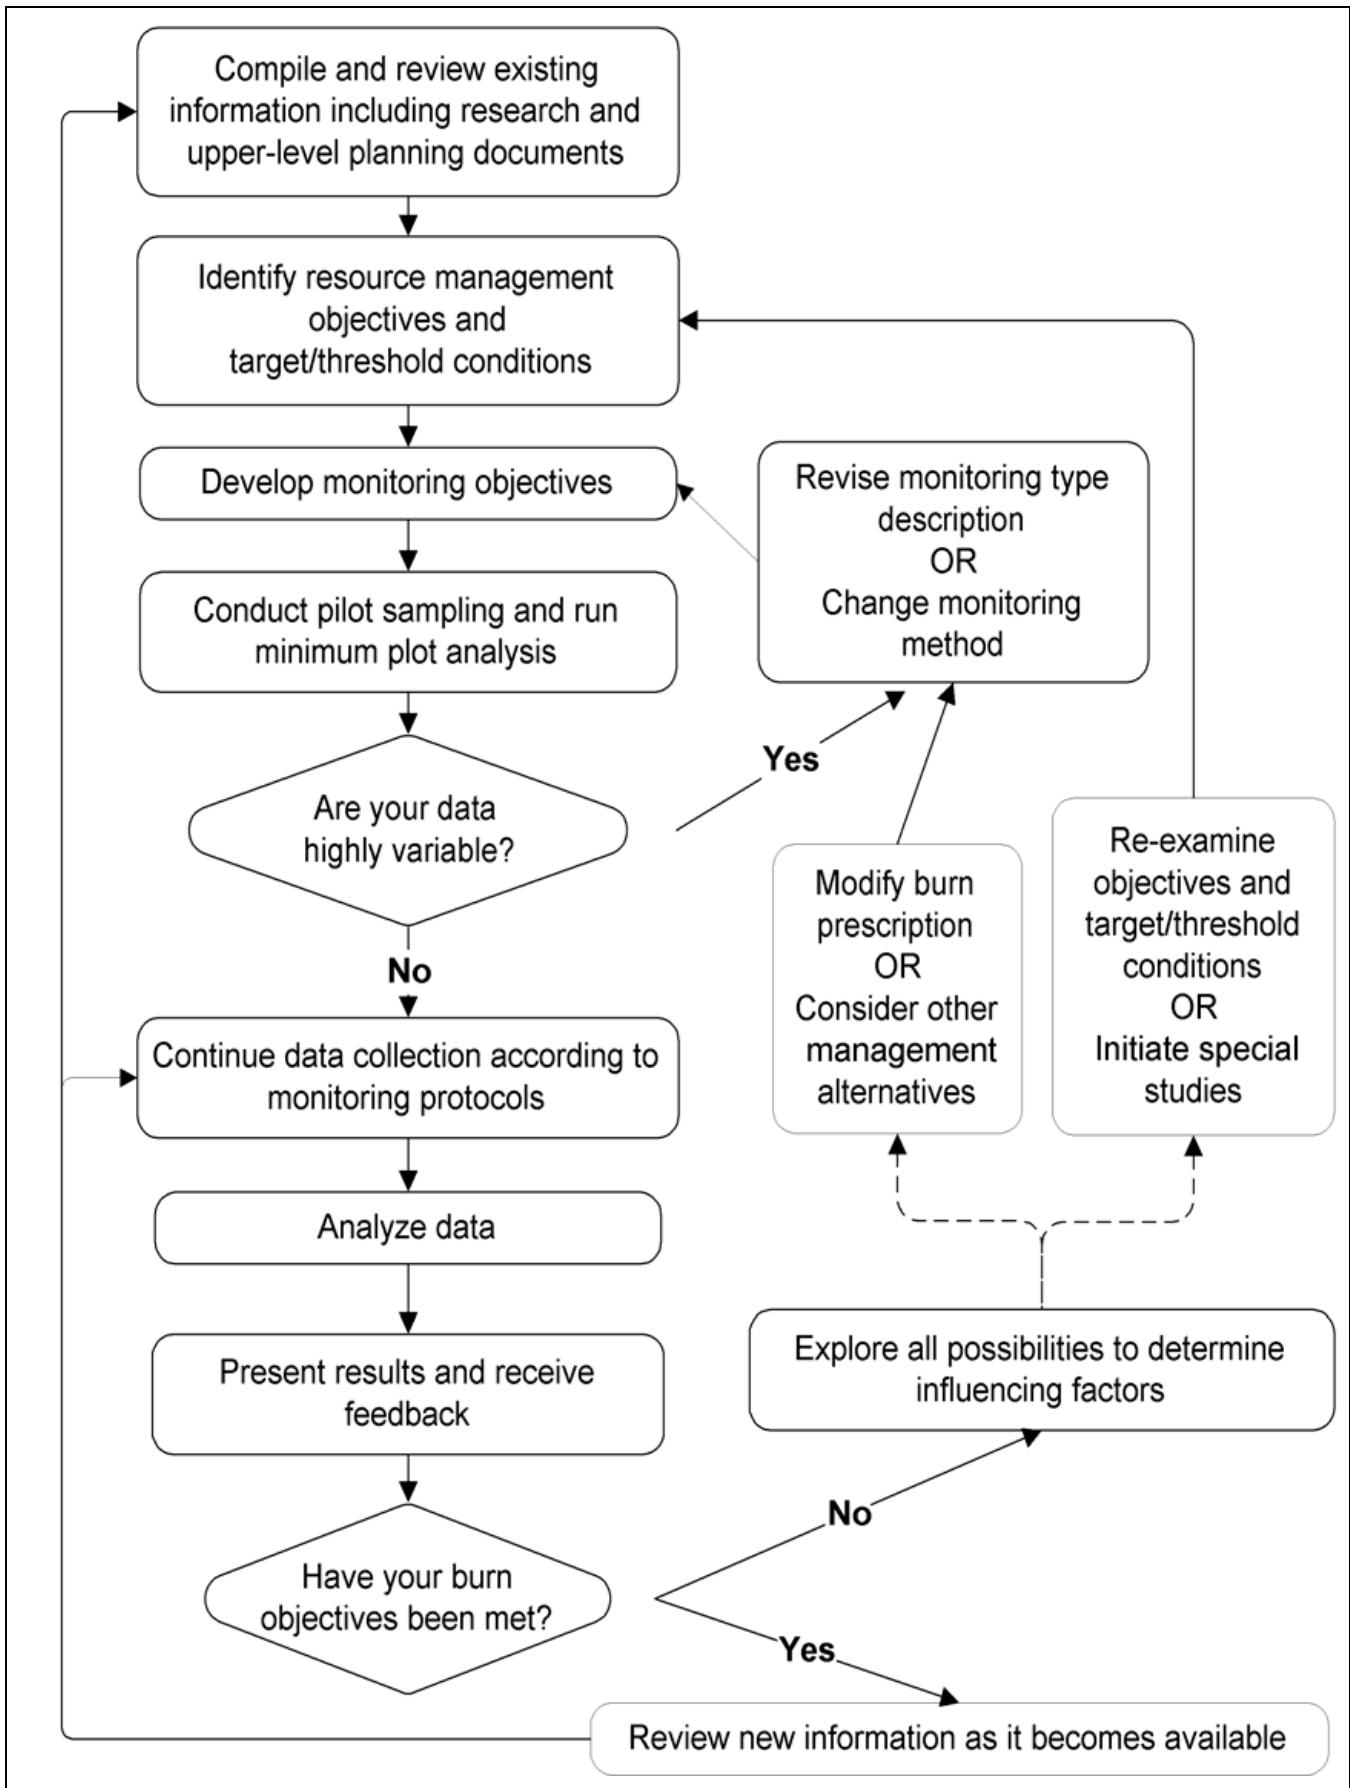 Compile and review existing
information including research and
upper-level planning documents
Identify resource management
objectives and
target/threshold conditions
Develop monitoring objectives
Revise monitoring type
description
OR
Change monitoring
method
Conduct pilot sampling and run
minimum plot analysis
Yes
Are your data
highly variable?
Modify burn
prescription
OR
Consider other
management
alternatives
Re-examine
objectives and
target/threshold
conditions
OR
Initiate special
studies
No
Continue data collection according to
monitoring protocols
Analyze data
Present results and receive
feedback
Explore all possibilities to determine
influencing factors
No
Have your burn
objectives been met?
Yes
Review new information as it becomes available